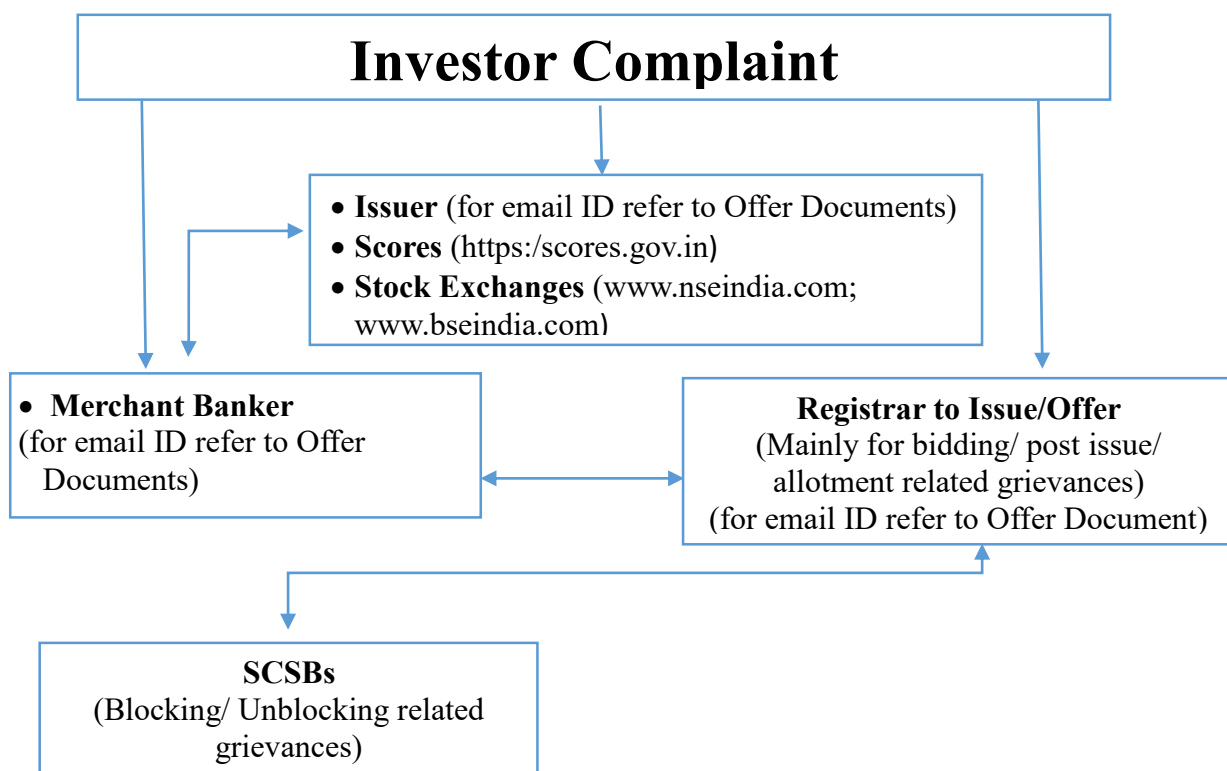 Investor Complaint
• Issuer (for email ID refer to Offer Documents)
• Scores (https:/scores.gov.in)
• Stock Exchanges (www.nseindia.com;
www.bseindia.com)
• Merchant Banker
(for email ID refer to Offer
Documents)
Registrar to Issue/Offer
(Mainly for bidding/ post issue/
allotment related grievances)
(for email ID refer to Offer Document)
SCSBs
(Blocking/ Unblocking related
grievances)